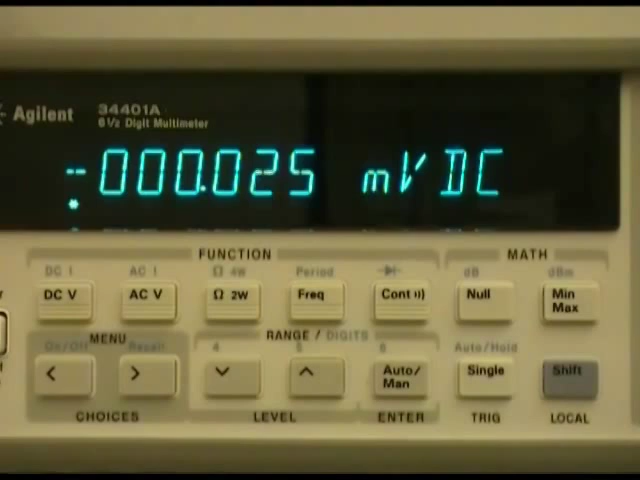 Agilent 34401A
6½ Digit Multimeter
-000.025 mVDC
*
FUNCTION MATH
DC I AC I Ω 4W Period dB dBm
DC V AC V Ω 2W Freq Cont Null Min Max
MENU RANGE / DIGITS
On/Off Recall 4 5 6 Auto/Hold
< > Auto/Man Single Shift
CHOICES LEVEL ENTER TRIG LOCAL